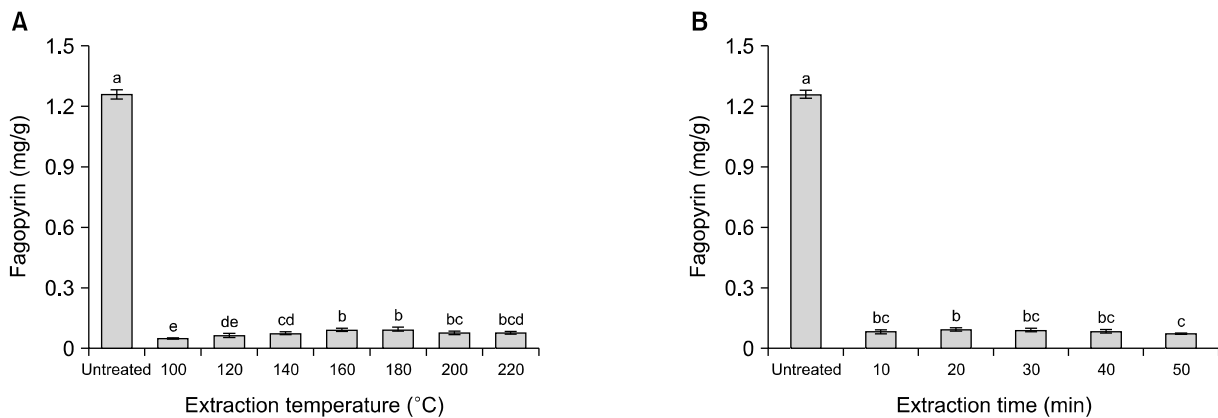 A
Fagopyrin (mg/g)
1.5
1.2
0.9
0.6
0.3
0
a
e
de
cd
b
b
bc
bcd
Untreated 100 120 140 160 180 200 220
Extraction temperature (°C)
B
Fagopyrin (mg/g)
1.5
1.2
0.9
0.6
0.3
0
a
bc
b
bc
bc
c
Untreated 10 20 30 40 50
Extraction time (min)